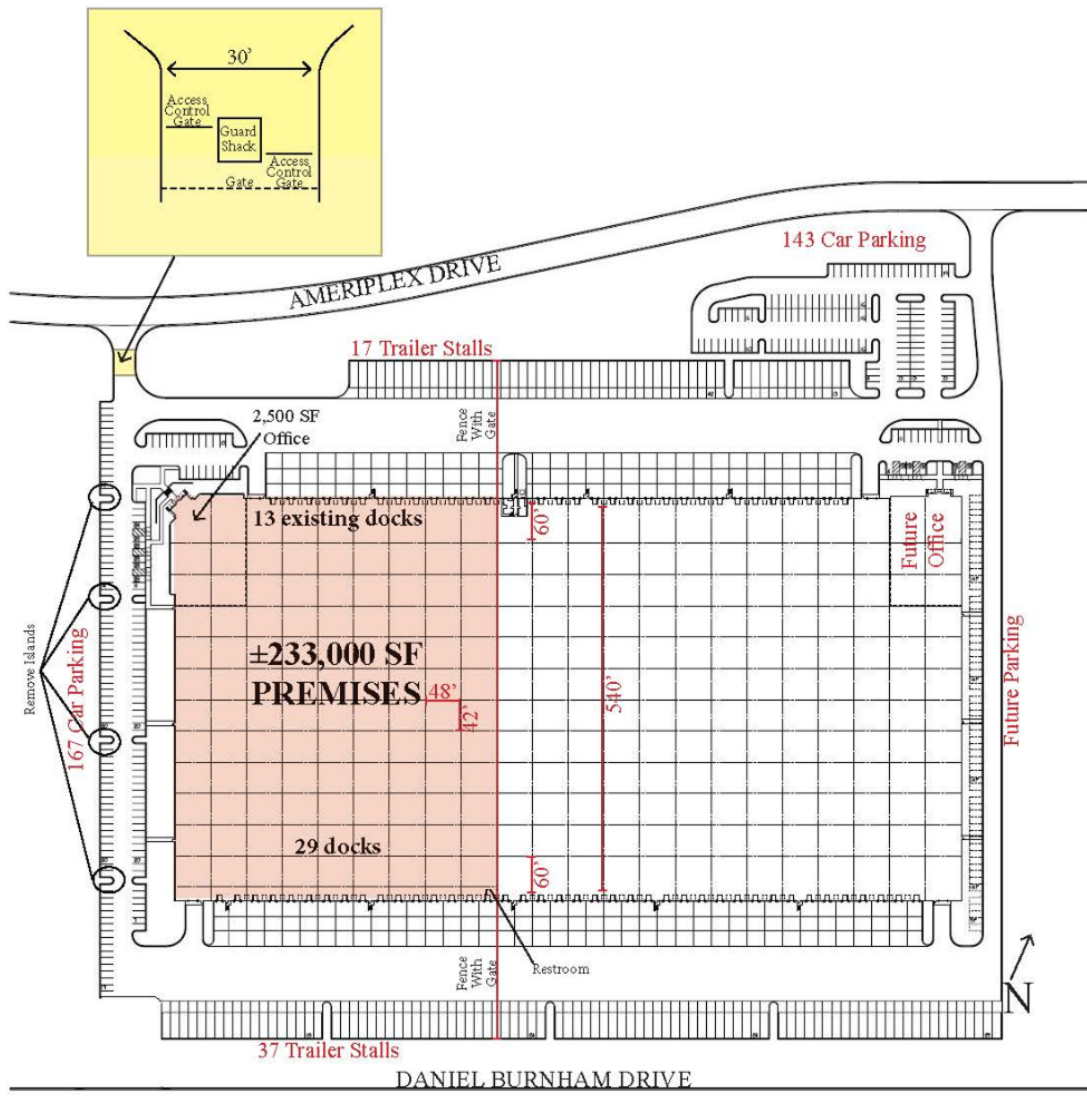 30’
Access
Control
Gate
Guard
Shack
Access
Control
Gate
Gate
143 Car Parking
AMERIPLEX DRIVE
17 Trailer Stalls
Fence
With
Gate
2,500 SF
Office
13 existing docks
60’
Future
Office
Remove Islands
167 Car Parking
±233,000 SF
PREMISES
48’
42’
540’
Future Parking
29 docks
60’
Restroom
Fence
With
Gate
N
37 Trailer Stalls
DANIEL BURNHAM DRIVE